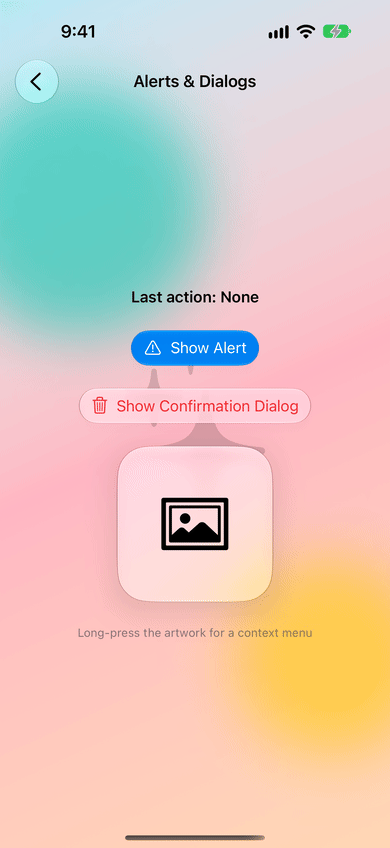 9:41
Alerts & Dialogs
Last action: None
Show Alert
Show Confirmation Dialog
Long-press the artwork for a context menu